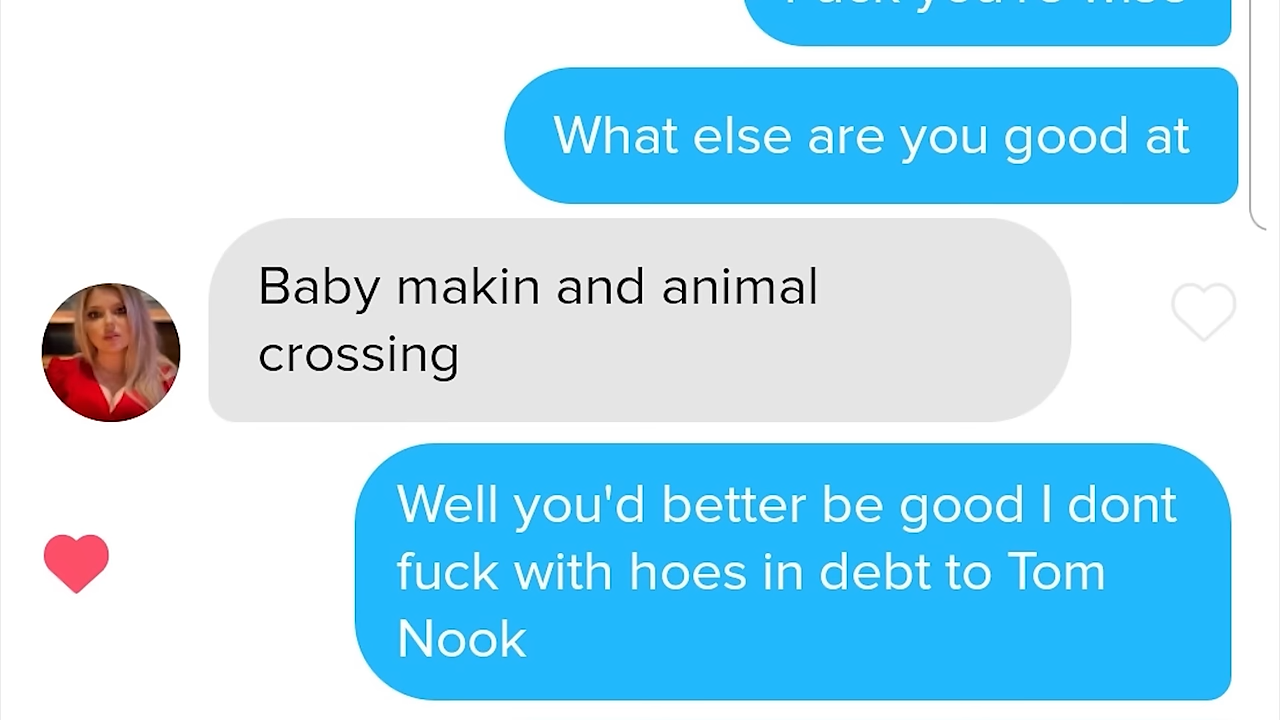 What else are you good at
Baby makin and animal
crossing
Well you'd better be good I dont
fuck with hoes in debt to Tom
Nook